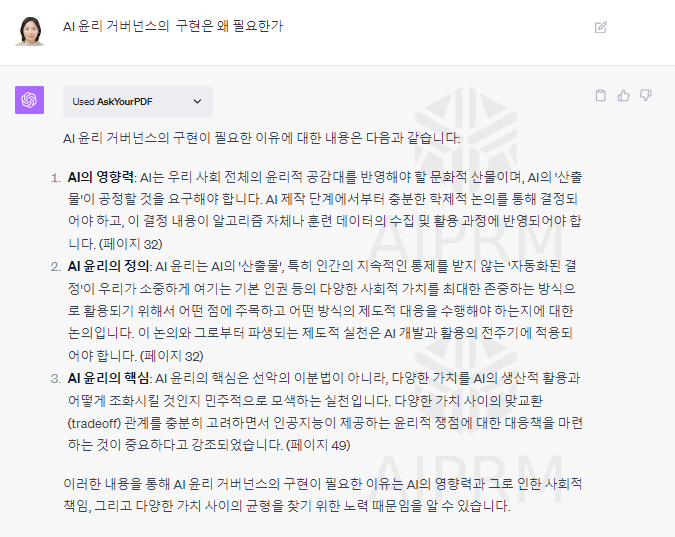 AI 윤리 거버넌스의 구현은 왜 필요한가
Used AskYourPDF
AI 윤리 거버넌스의 구현이 필요한 이유에 대한 내용은 다음과 같습니다:
1. AI의 영향력: AI는 우리 사회 전체의 윤리적 공감대를 반영해야 할 문화적 산물이며, AI의 '산출
물'이 공정할 것을 요구해야 합니다. AI 제작 단계에서부터 충분한 학제적 논의를 통해 결정되
어야 하고, 이 결정 내용이 알고리즘 자체나 훈련 데이터의 수집 및 활용 과정에 반영되어야 합
니다. (페이지 32)
2. AI 윤리의 정의: AI 윤리는 AI의 '산출물', 특히 인간의 지속적인 통제를 받지 않는 '자동화된 결
정'이 우리가 소중하게 여기는 기본 인권 등의 다양한 사회적 가치를 최대한 존중하는 방식으
로 활용되기 위해서 어떤 점에 주목하고 어떤 방식의 제도적 대응을 수행해야 하는지에 대한
논의입니다. 이 논의와 그로부터 파생되는 제도적 실천은 AI 개발과 활용의 전주기에 적용되
어야 합니다. (페이지 32)
3. AI 윤리의 핵심: AI 윤리의 핵심은 선악의 이분법이 아니라, 다양한 가치를 AI의 생산적 활용과
어떻게 조화시킬 것인지 민주적으로 모색하는 실천입니다. 다양한 가치 사이의 맞교환
(tradeoff) 관계를 충분히 고려하면서 인공지능이 제공하는 윤리적 쟁점에 대한 대응책을 마련
하는 것이 중요하다고 강조되었습니다. (페이지 49)
이러한 내용을 통해 AI 윤리 거버넌스의 구현이 필요한 이유는 AI의 영향력과 그로 인한 사회적
책임, 그리고 다양한 가치 사이의 균형을 찾기 위한 노력 때문임을 알 수 있습니다.
AIPRM
AIPRM